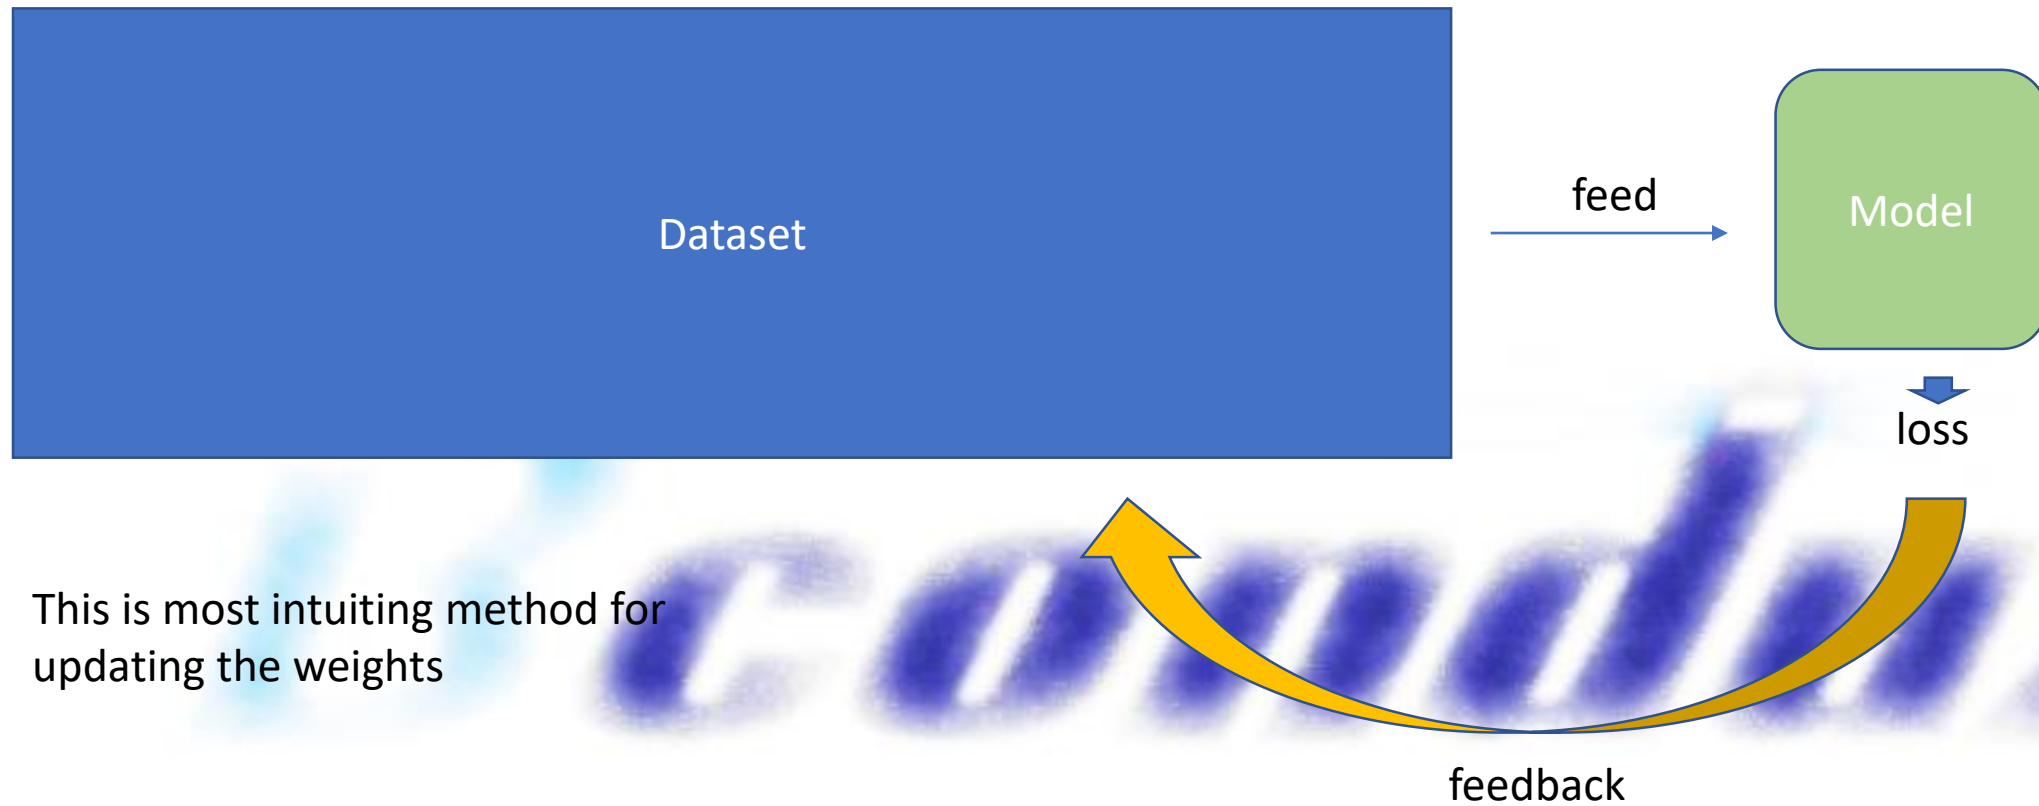 Dataset
feed
Model
loss
This is most intuiting method for
updating the weights
feedback